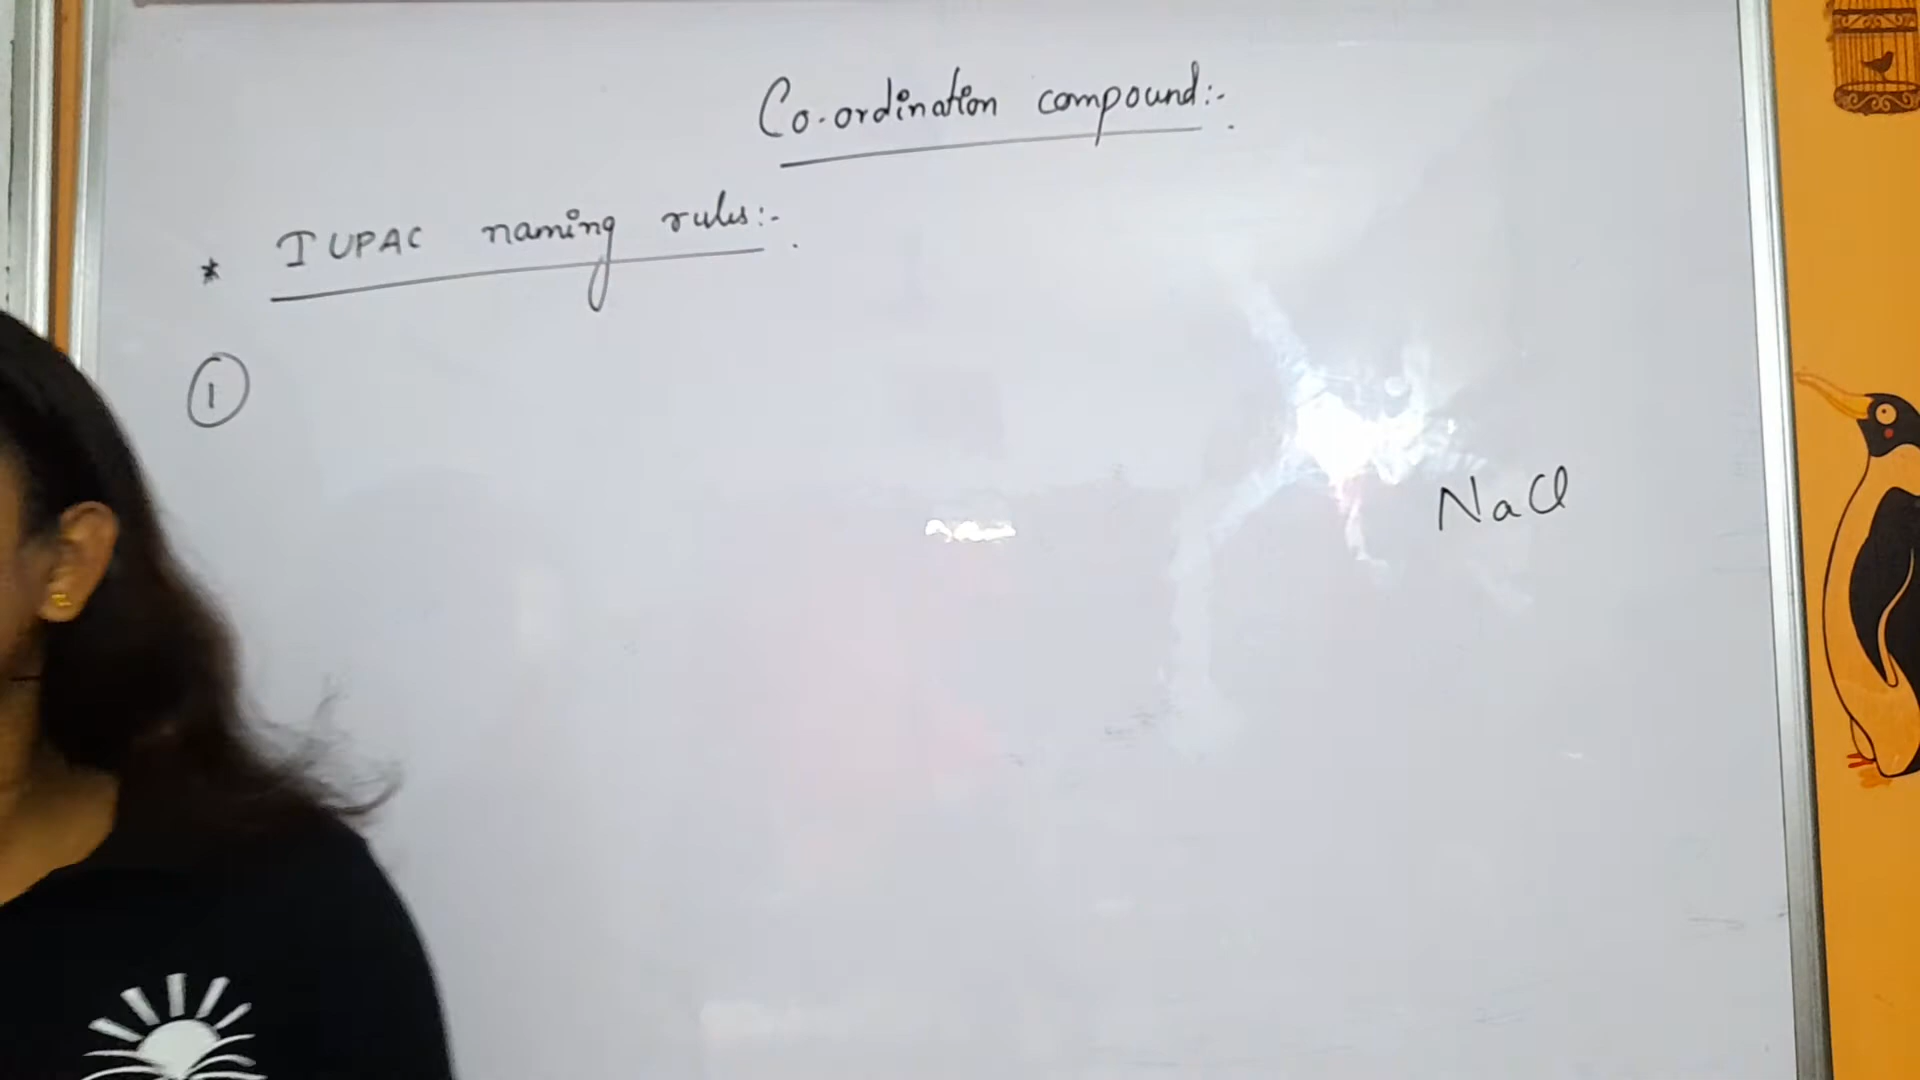 Co-ordination compound:-
* IUPAC naming rules:-
①
NaCl